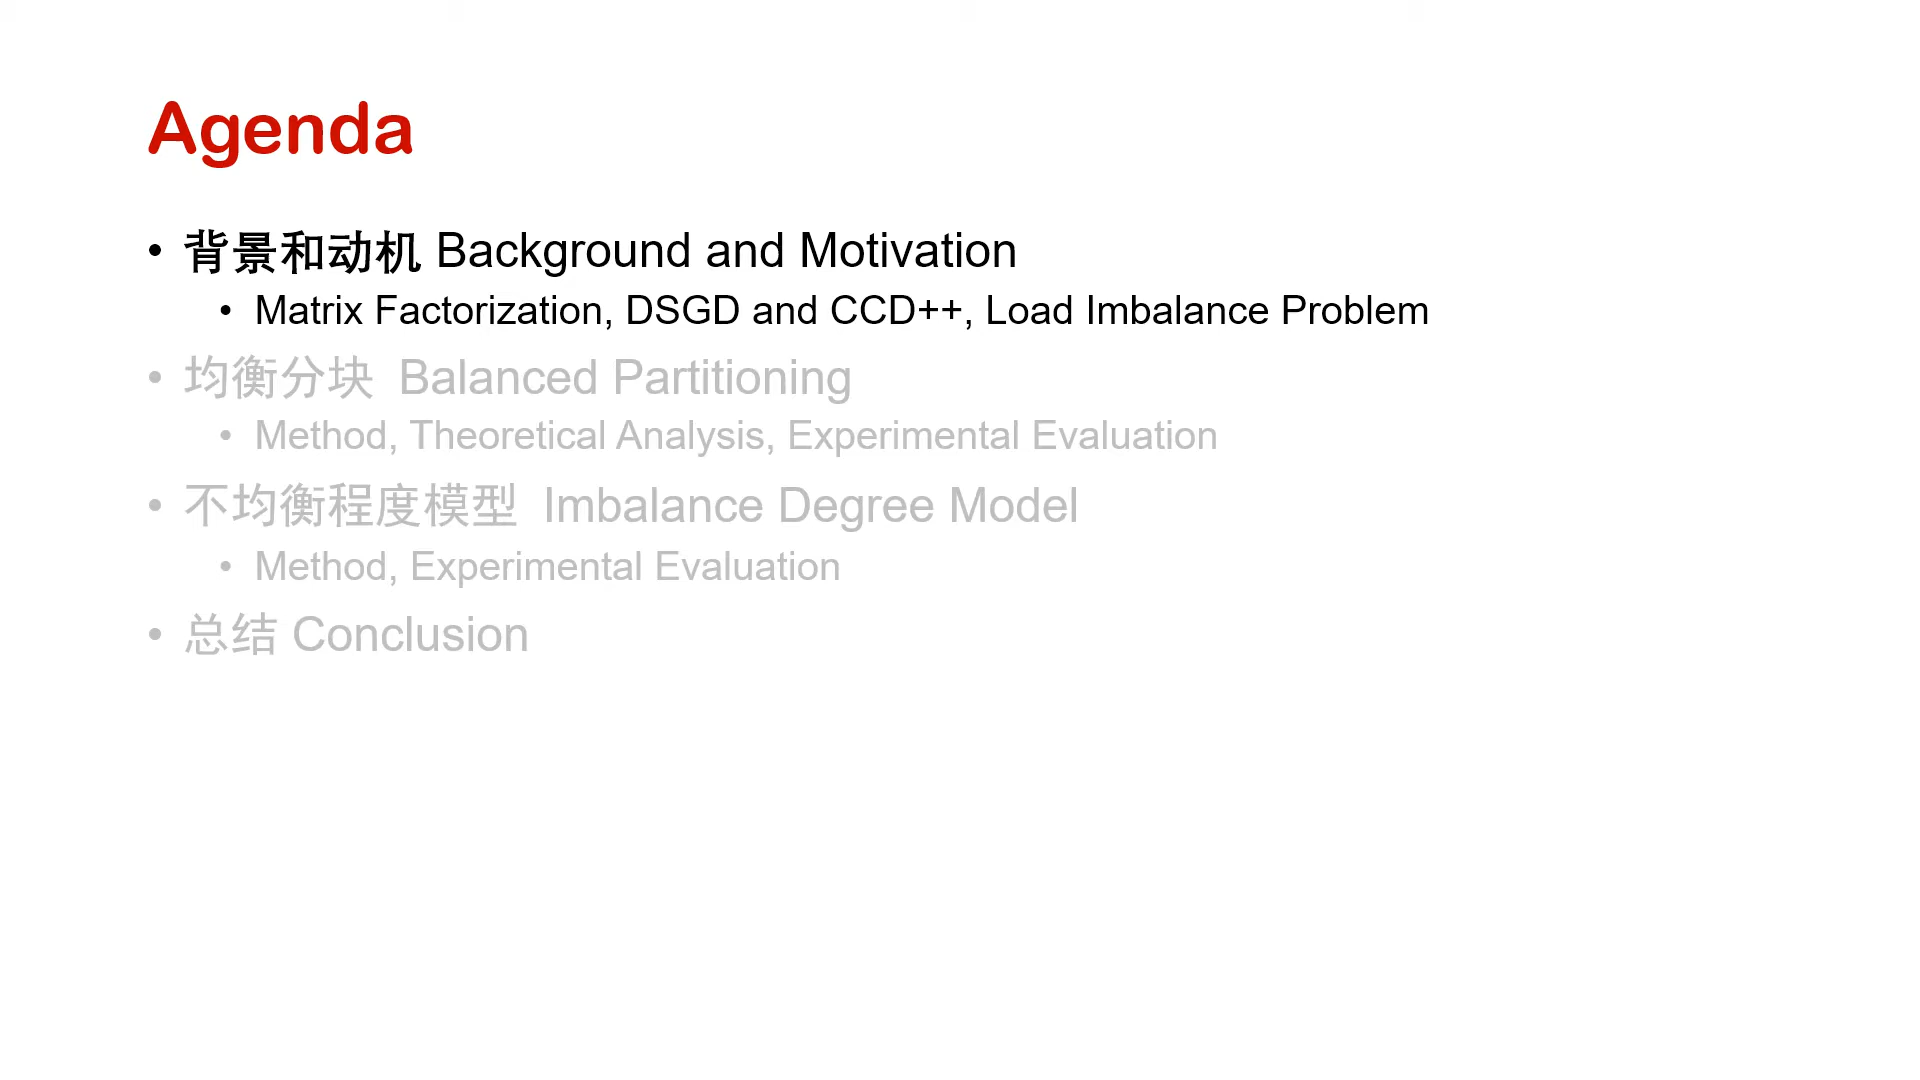 Agenda
• 背景和动机 Background and Motivation
• Matrix Factorization, DSGD and CCD++, Load Imbalance Problem
• 均衡分块 Balanced Partitioning
• Method, Theoretical Analysis, Experimental Evaluation
• 不均衡程度模型 Imbalance Degree Model
• Method, Experimental Evaluation
• 总结 Conclusion